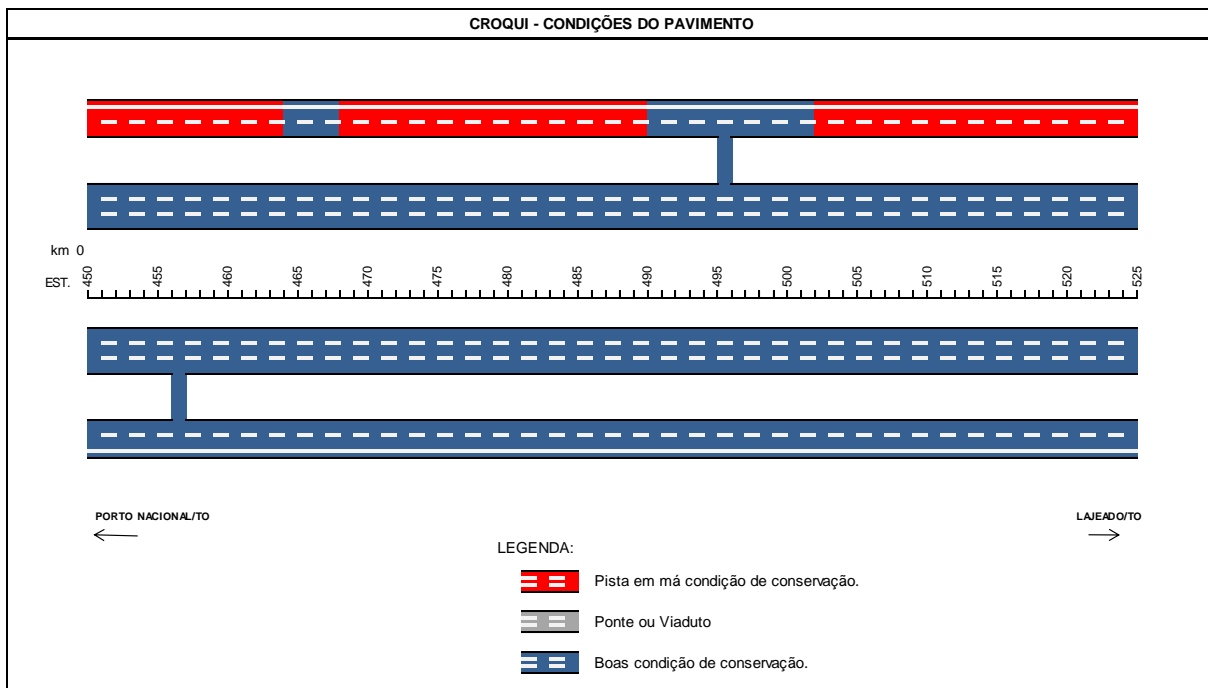 CROQUI - CONDIÇÕES DO PAVIMENTO
km 0
EST.
450 455 460 465 470 475 480 485 490 495 500 505 510 515 520 525
PORTO NACIONAL/TO
LAJEADO/TO
LEGENDA:
Pista em má condição de conservação.
Ponte ou Viaduto
Boas condição de conservação.